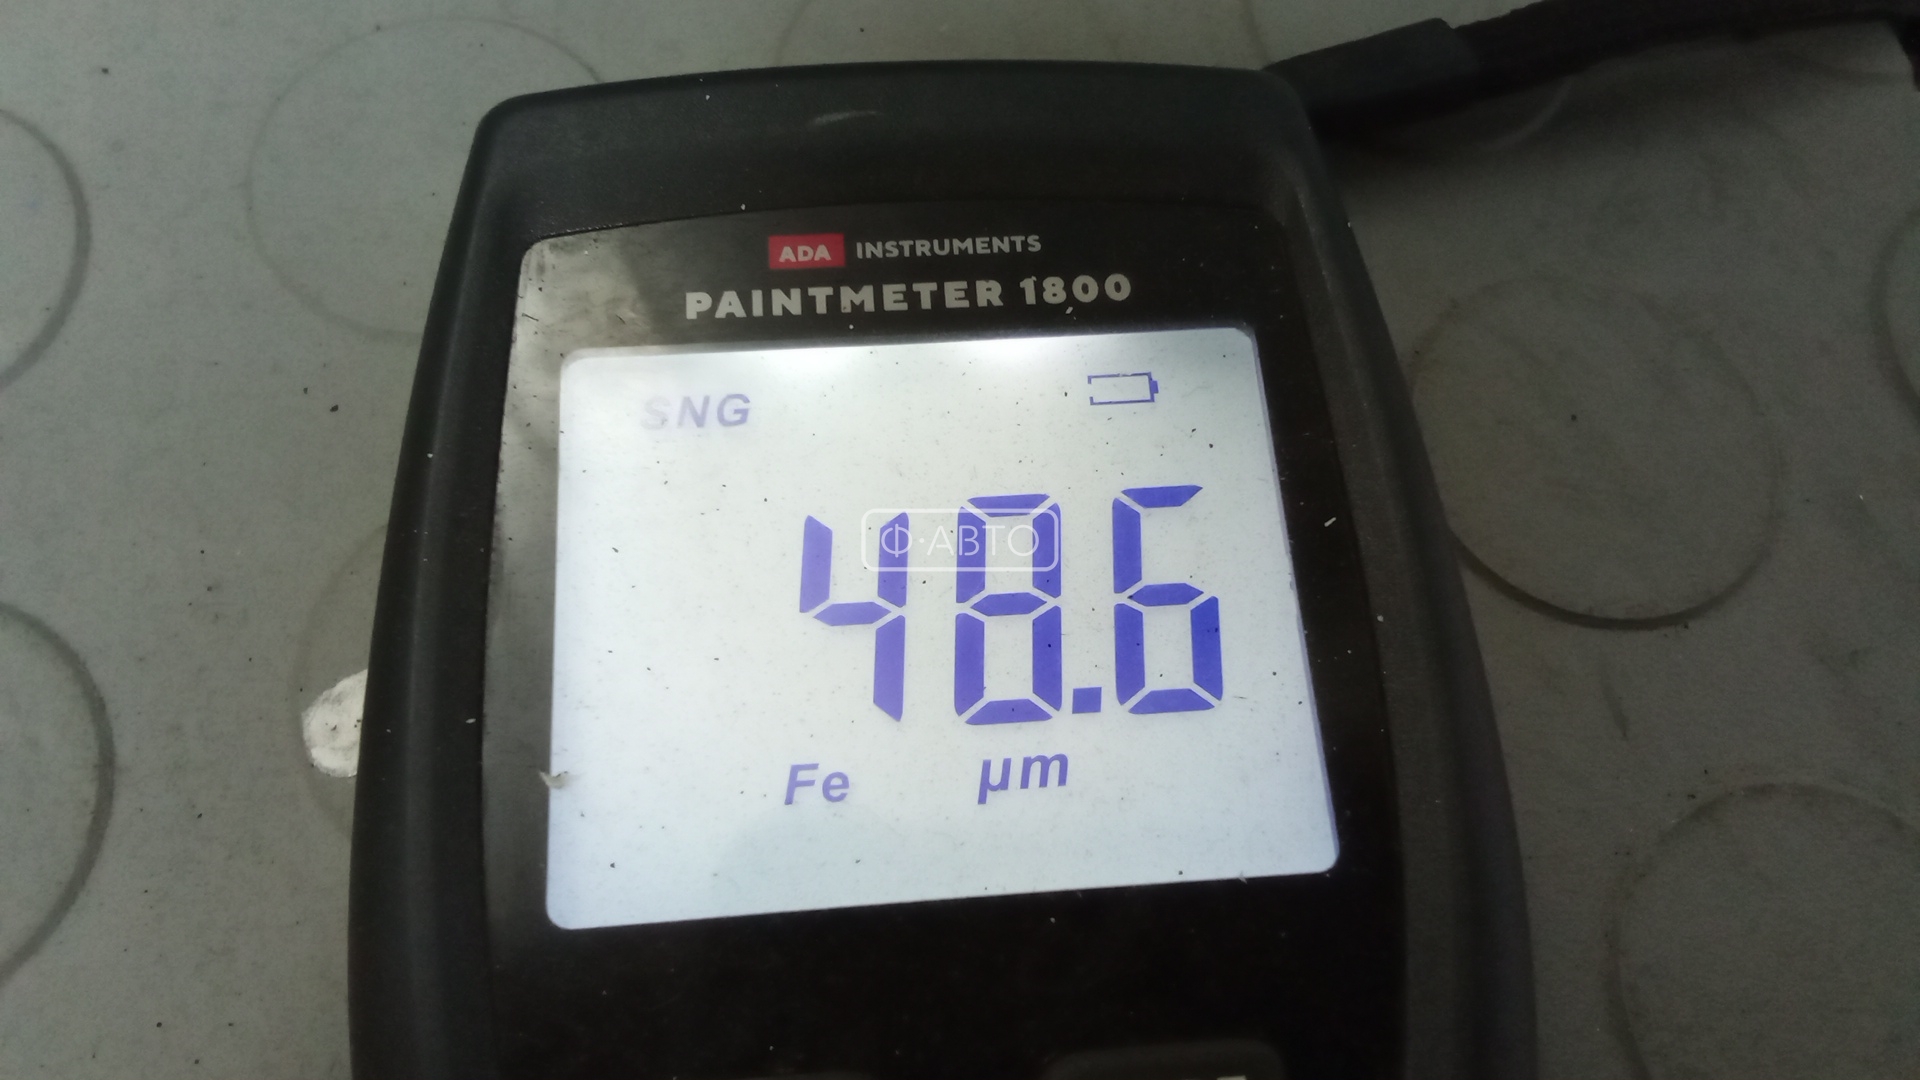 ADA INSTRUMENTS
PAINTMETER 1800
SNG
48.6
Ф·АВТО
Fe µm